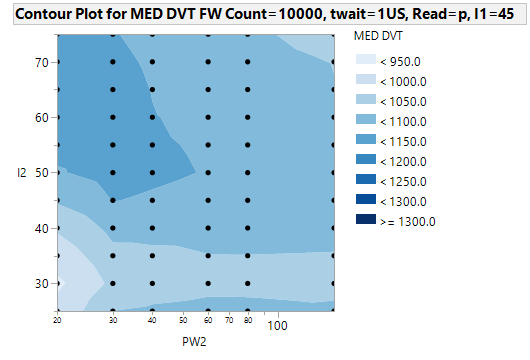 Contour Plot for MED DVT FW Count=10000, twait=1US, Read=p, I1=45
MED DVT
< 950.0
< 1000.0
< 1050.0
< 1100.0
< 1150.0
< 1200.0
< 1250.0
< 1300.0
>= 1300.0
70
60
I2 50
40
30
20 30 40 50 60 70 80 100
PW2